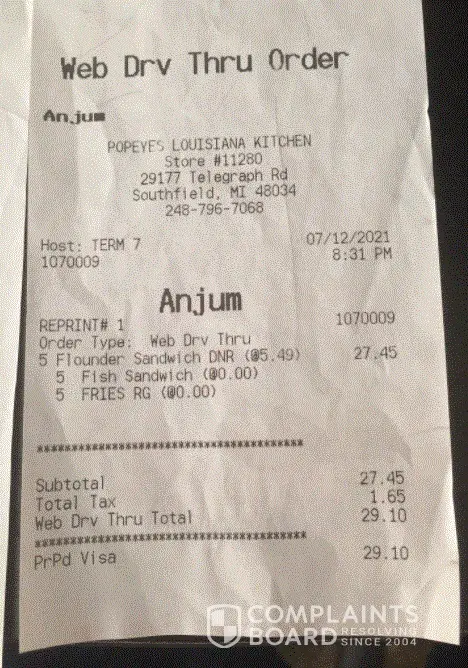 Web Drv Thru Order
Anjum
POPEYES LOUISIANA KITCHEN
Store #11280
29177 Telegraph Rd
Southfield, MI 48034
248-796-7068
Host: TERM 7 07/12/2021
1070009 8:31 PM
Anjum
REPRINT# 1 1070009
Order Type: Web Drv Thru
5 Flounder Sandwich DNR (@5.49) 27.45
5 Fish Sandwich (@0.00)
5 FRIES RG (@0.00)
***************************************
Subtotal 27.45
Total Tax 1.65
Web Drv Thru Total 29.10
***************************************
PrPd Visa 29.10
COMPLAINTS
BOARD RESOLVING
SINCE 2004